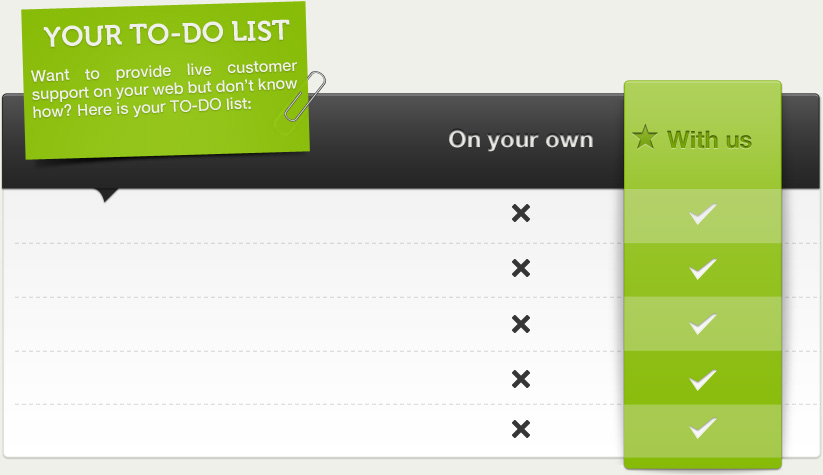 YOUR TO-DO LIST
Want to provide live customer
support on your web but don't know
how? Here is your TO-DO list:
On your own
With us